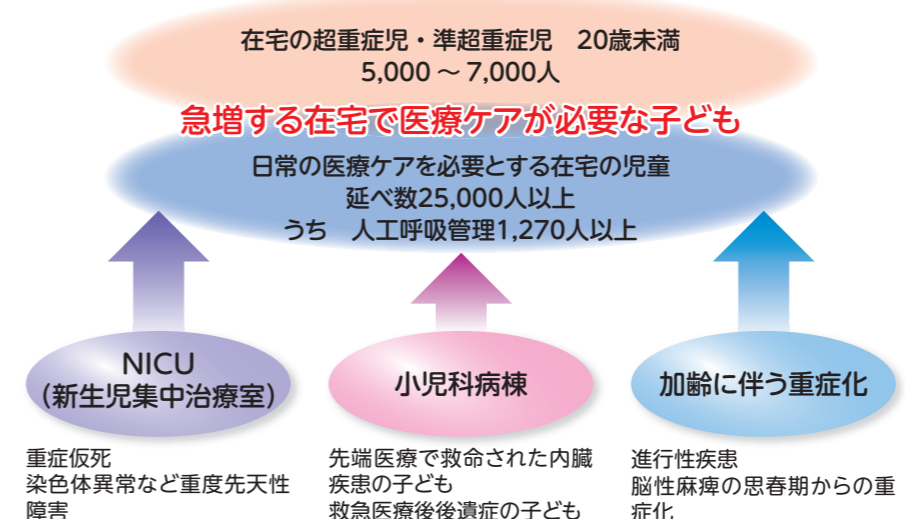 在宅の超重症児・準超重症児　20歳未満
5,000 〜 7,000人
急増する在宅で医療ケアが必要な子ども
日常の医療ケアを必要とする在宅の児童
延べ数25,000人以上
うち　人工呼吸管理1,270人以上
NICU
（新生児集中治療室）
小児科病棟
加齢に伴う重症化
重症仮死
染色体異常など重度先天性
障害
先端医療で救命された内臓
疾患の子ども
救急医療後後遺症の子ども
進行性疾患
脳性麻痺の思春期からの重
症化